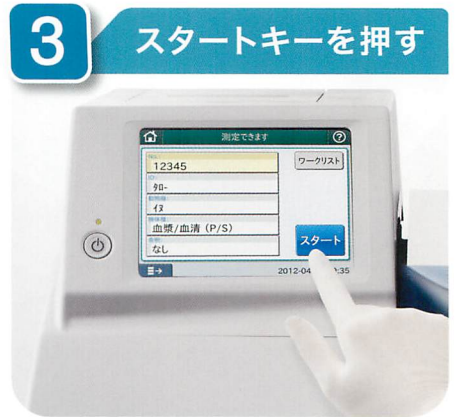 3 スタートキーを押す
測定できます ?
12345
ワークリスト
ID:
タロー
イヌ
血漿/血清 (P/S)
なし
スタート
2012-04
:35